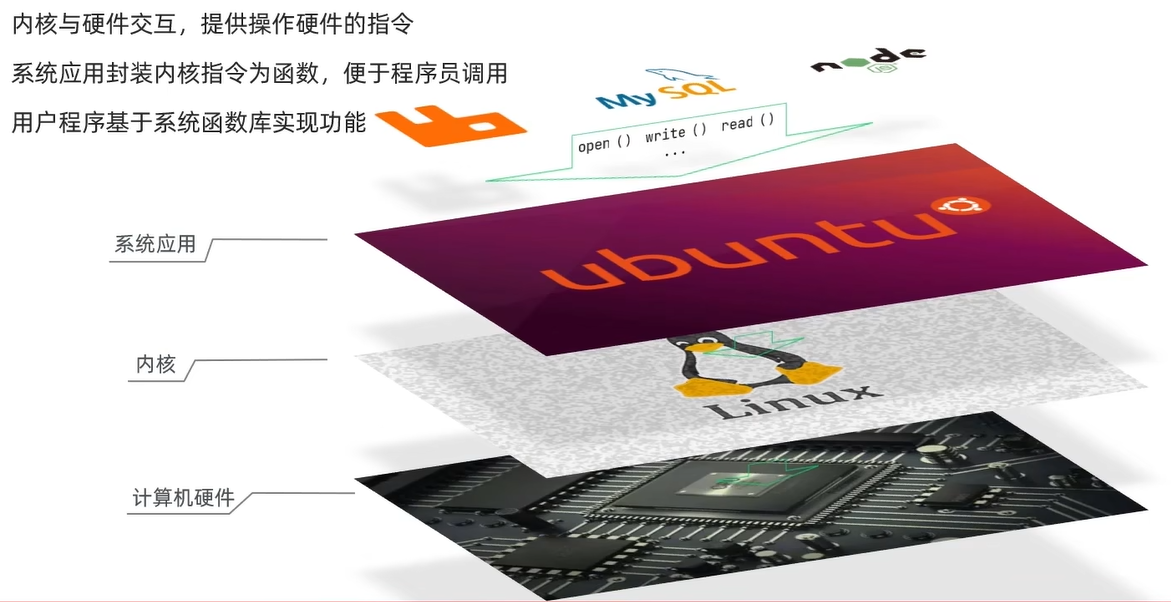 内核与硬件交互，提供操作硬件的指令
系统应用封装内核指令为函数，便于程序员调用
用户程序基于系统函数库实现功能
node
JS
MySQL
open () write () read ()
...
系统应用
ubuntu
内核
Linux
计算机硬件